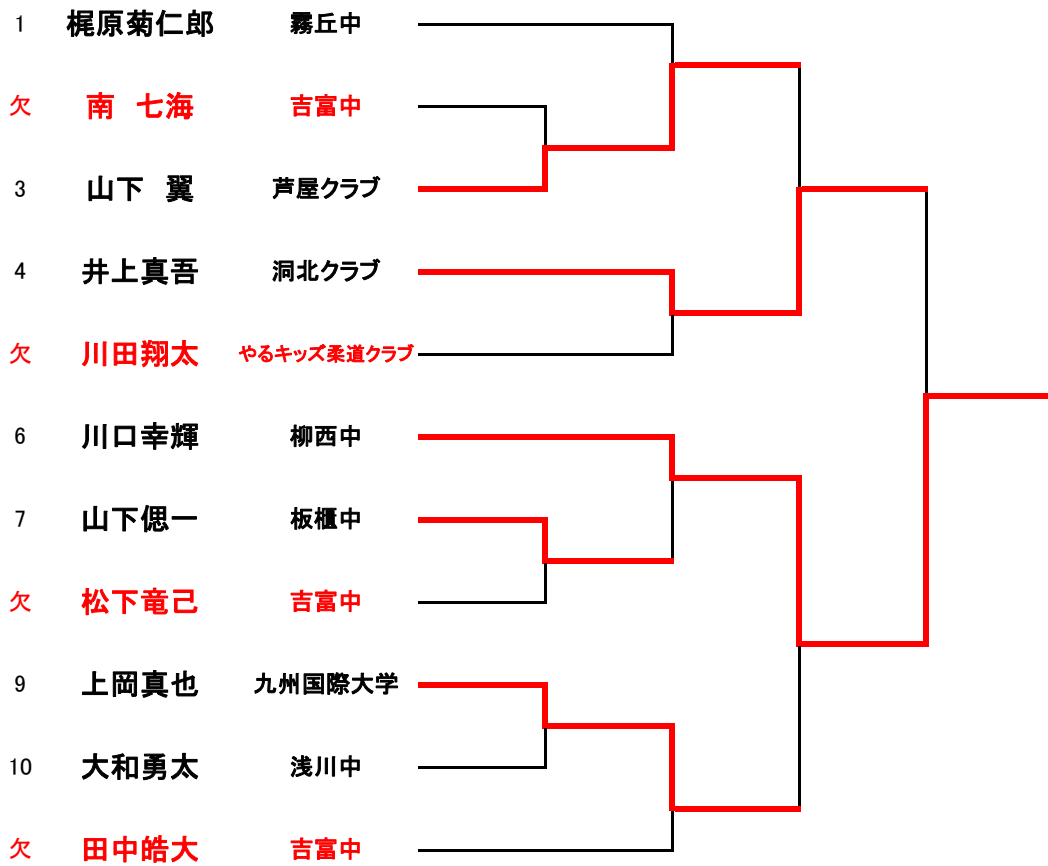 1 梶原菊仁郎 霧丘中
欠 南 七海 吉富中
3 山下 翼 芦屋クラブ
4 井上真吾 洞北クラブ
欠 川田翔太 やるキッズ柔道クラブ
6 川口幸輝 柳西中
7 山下偲一 板櫃中
欠 松下竜己 吉富中
9 上岡真也 九州国際大学
10 大和勇太 浅川中
欠 田中皓大 吉富中